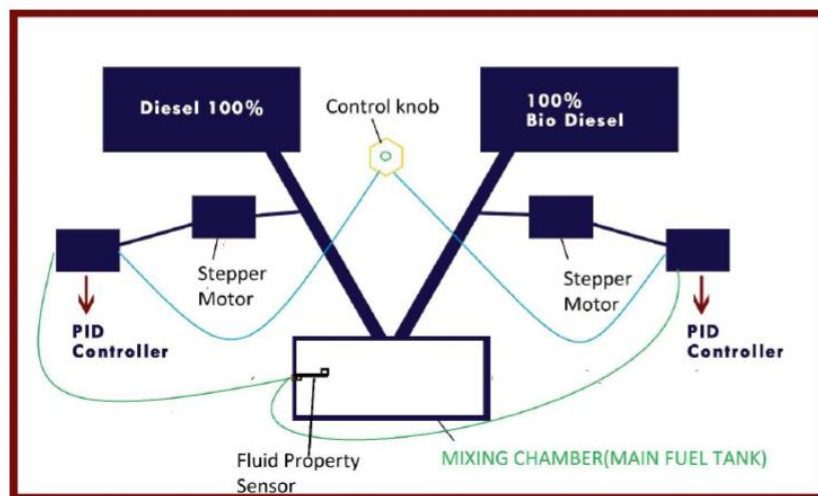 Diesel 100%
Control knob
100%
Bio Diesel
Stepper
Motor
Stepper
Motor
PID
Controller
PID
Controller
Fluid Property
Sensor
MIXING CHAMBER(MAIN FUEL TANK)